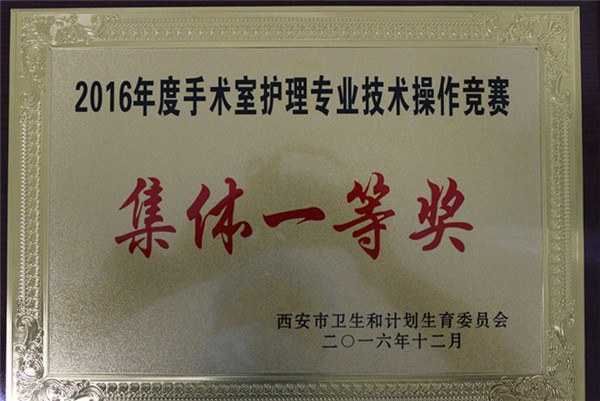 2016年度手术室护理专业技术操作竞赛
集体一等奖
西安市卫生和计划生育委员会
二〇一六年十二月